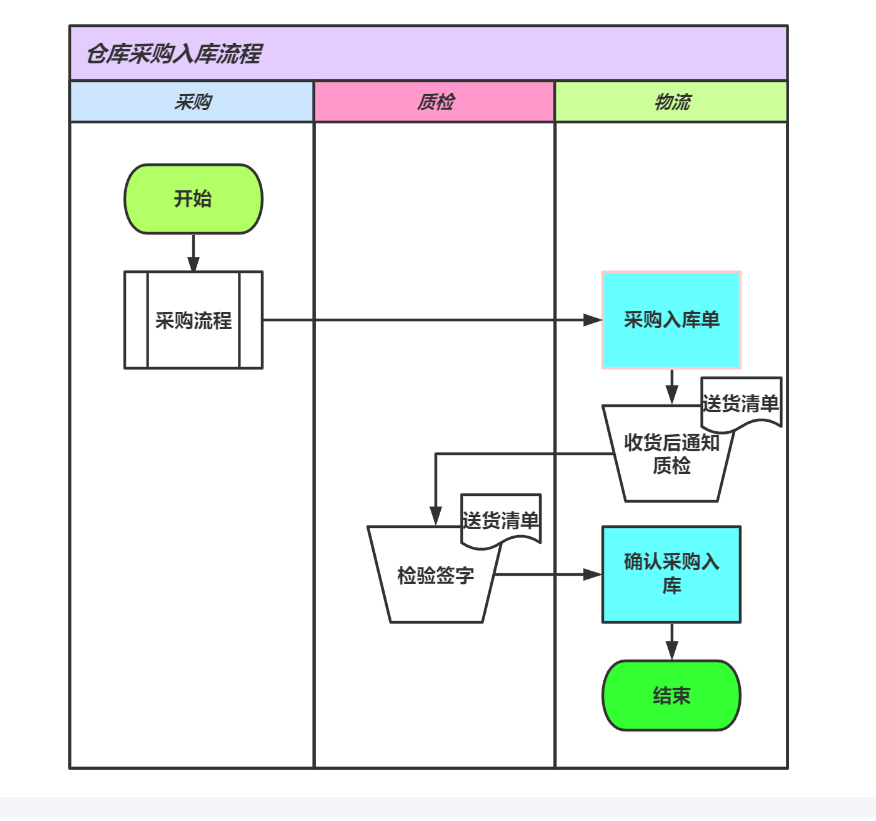 仓库采购入库流程
采购
质检
物流
开始
采购流程
采购入库单
送货清单
收货后通知
质检
送货清单
检验签字
确认采购入
库
结束